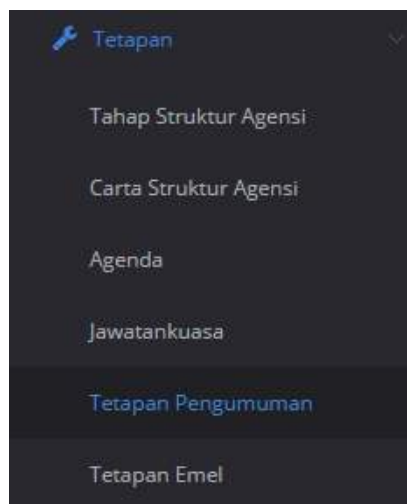 Tetapan
Tahap Struktur Agensi
Carta Struktur Agensi
Agenda
Jawatankuasa
Tetapan Pengumuman
Tetapan Emel